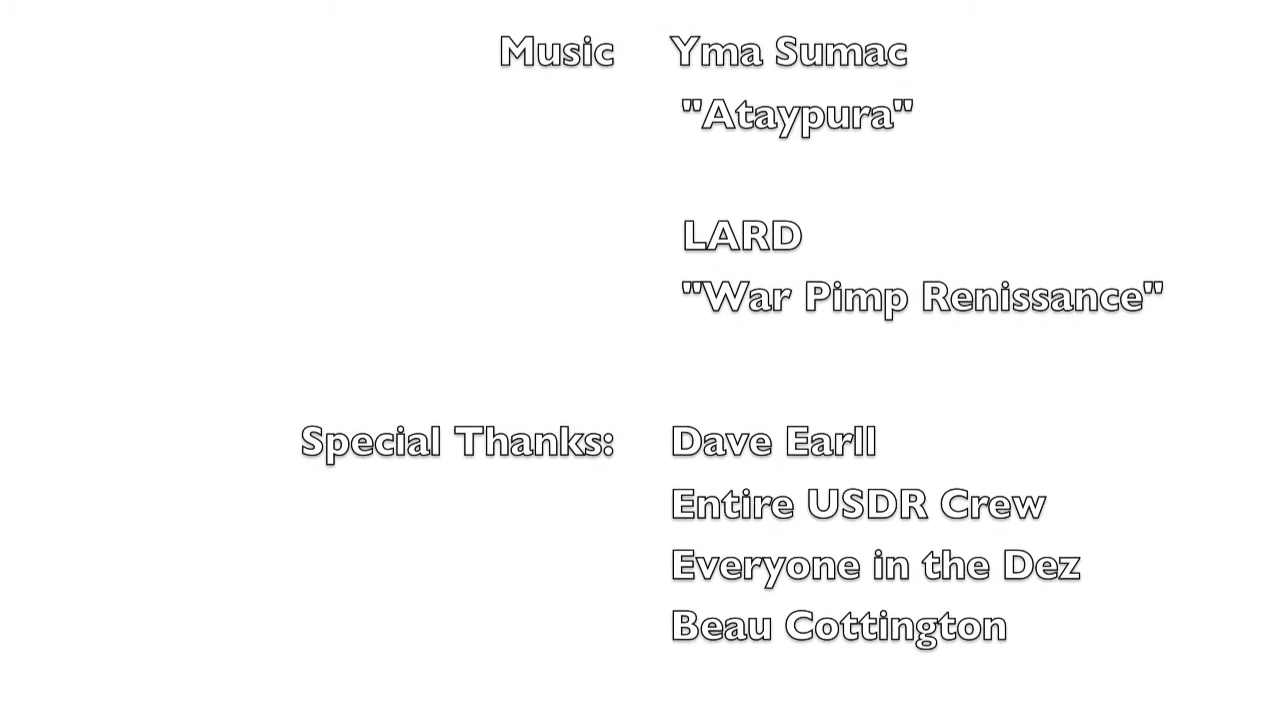 Music Yma Sumac
"Ataypura"
LARD
"War Pimp Renissance"
Special Thanks: Dave Earll
Entire USDR Crew
Everyone in the Dez
Beau Cottington